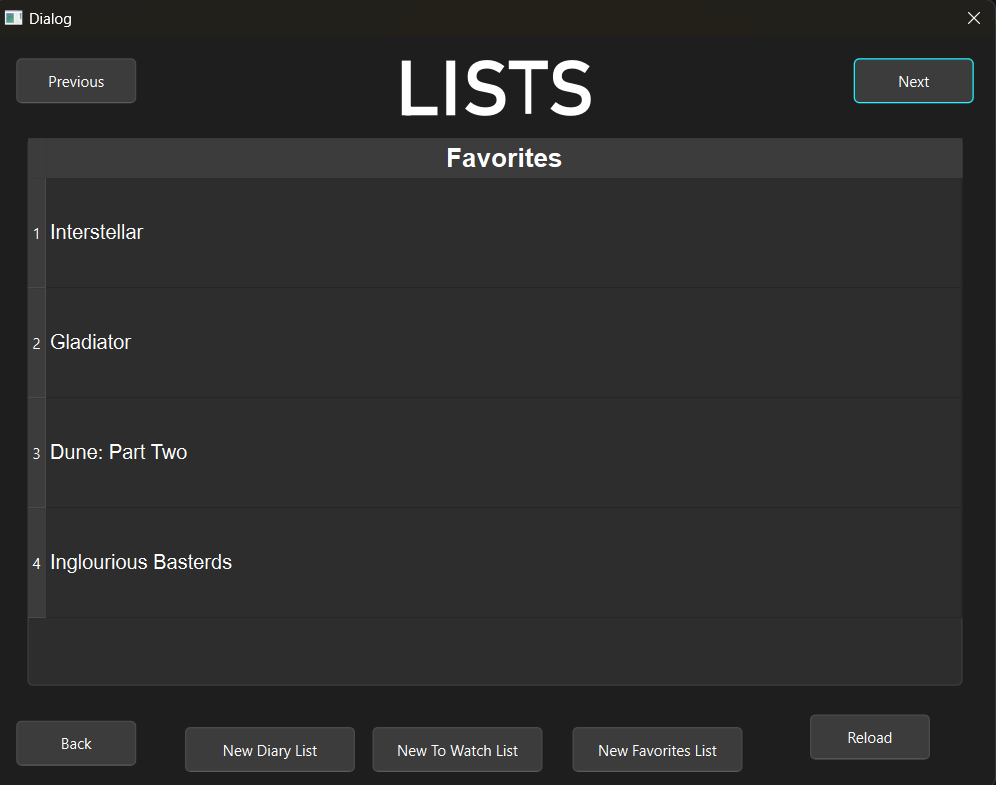 Dialog
Previous
LISTS
Next
Favorites
1 Interstellar
2 Gladiator
3 Dune: Part Two
4 Inglourious Basterds
Back
New Diary List
New To Watch List
New Favorites List
Reload